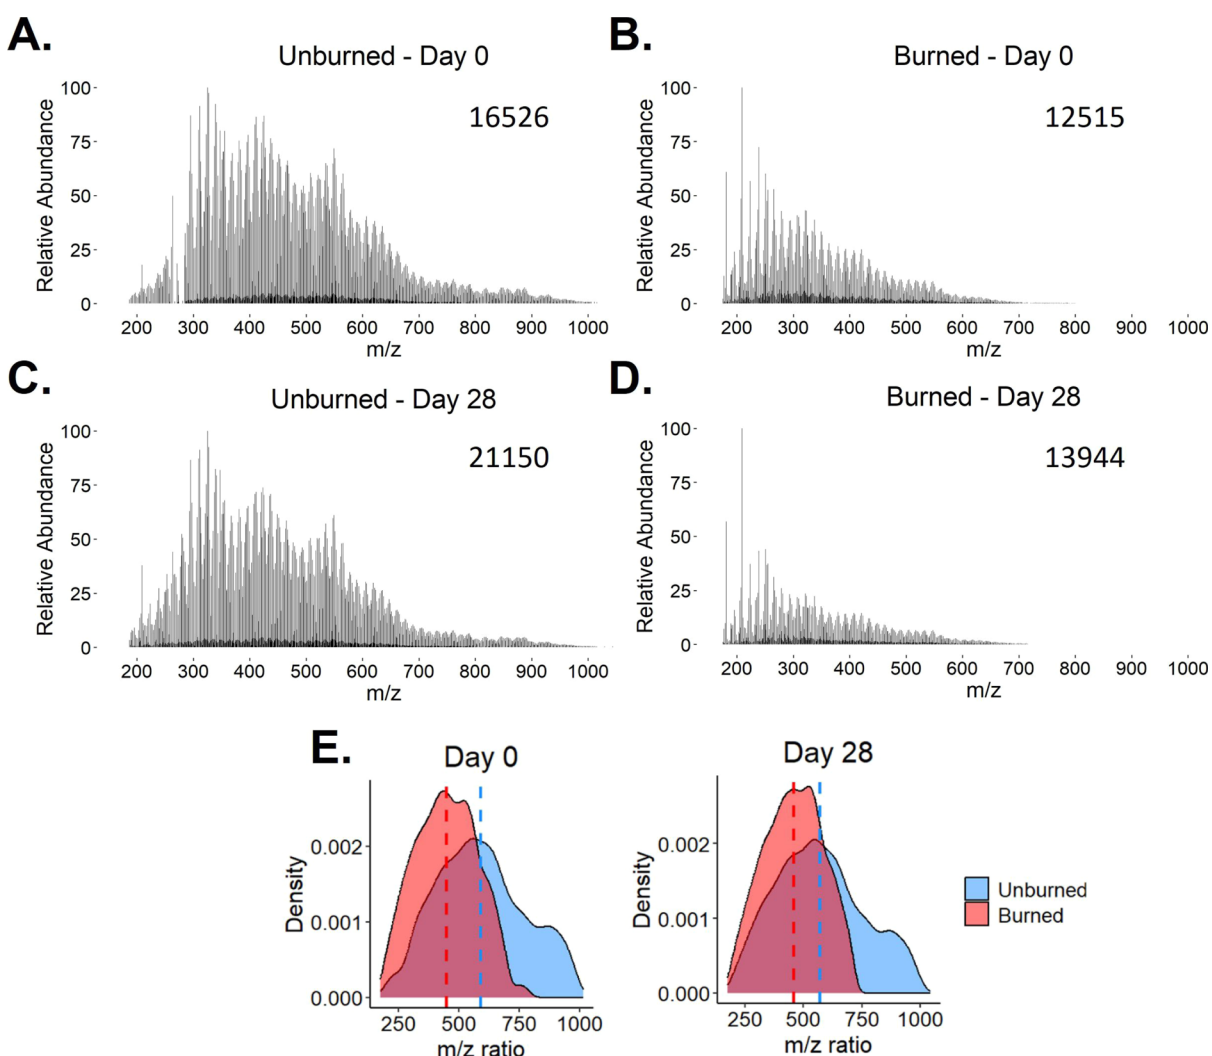 A.
Unburned - Day 0
16526
100
75
50
25
0
Relative Abundance
200 300 400 500 600 700 800 900 1000
m/z
B.
Burned - Day 0
12515
100
75
50
25
0
Relative Abundance
200 300 400 500 600 700 800 900 1000
m/z
C.
Unburned - Day 28
21150
100
75
50
25
0
Relative Abundance
200 300 400 500 600 700 800 900 1000
m/z
D.
Burned - Day 28
13944
100
75
50
25
0
Relative Abundance
200 300 400 500 600 700 800 900 1000
m/z
E.
Day 0
0.002
0.001
0.000
Density
250 500 750 1000
m/z ratio
Day 28
0.002
0.001
0.000
Density
250 500 750 1000
m/z ratio
Unburned
Burned